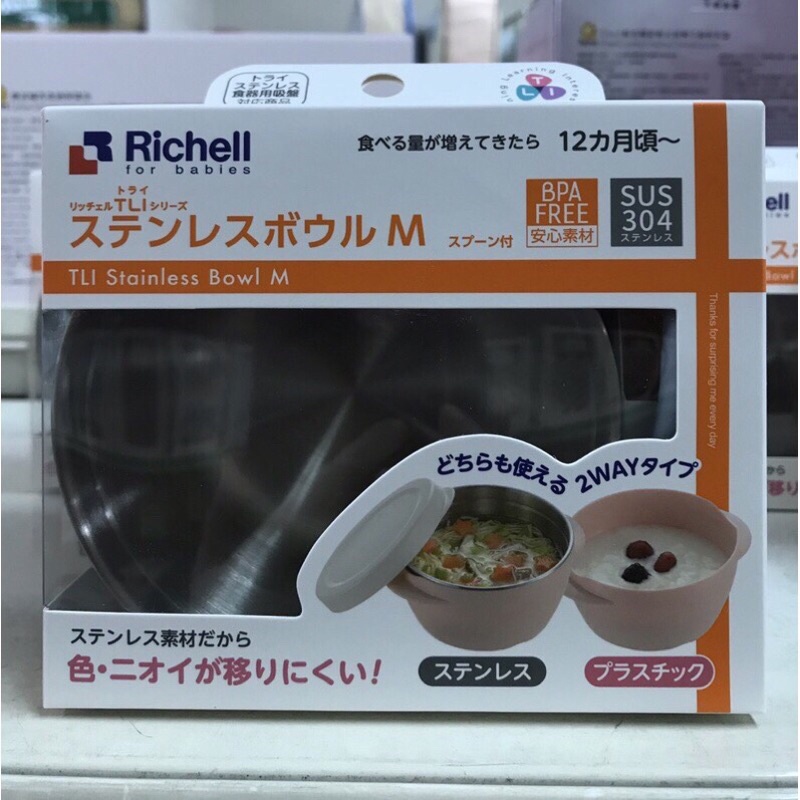 トライ
ステンレス
食器用吸盤
対応商品
Learning
TLI
Richell
for babies
食べる量が増えてきたら 12カ月頃〜
トライ
リッチェルTLIシリーズ
ステンレスボウル M
スプーン付
BPA
FREE
安心素材
SUS
304
ステンレス
TLI Stainless Bowl M
Thanks for surprising me every day
どちらも使える 2WAYタイプ
ステンレス素材だから
色・ニオイが移りにくい!
ステンレス
プラスチック